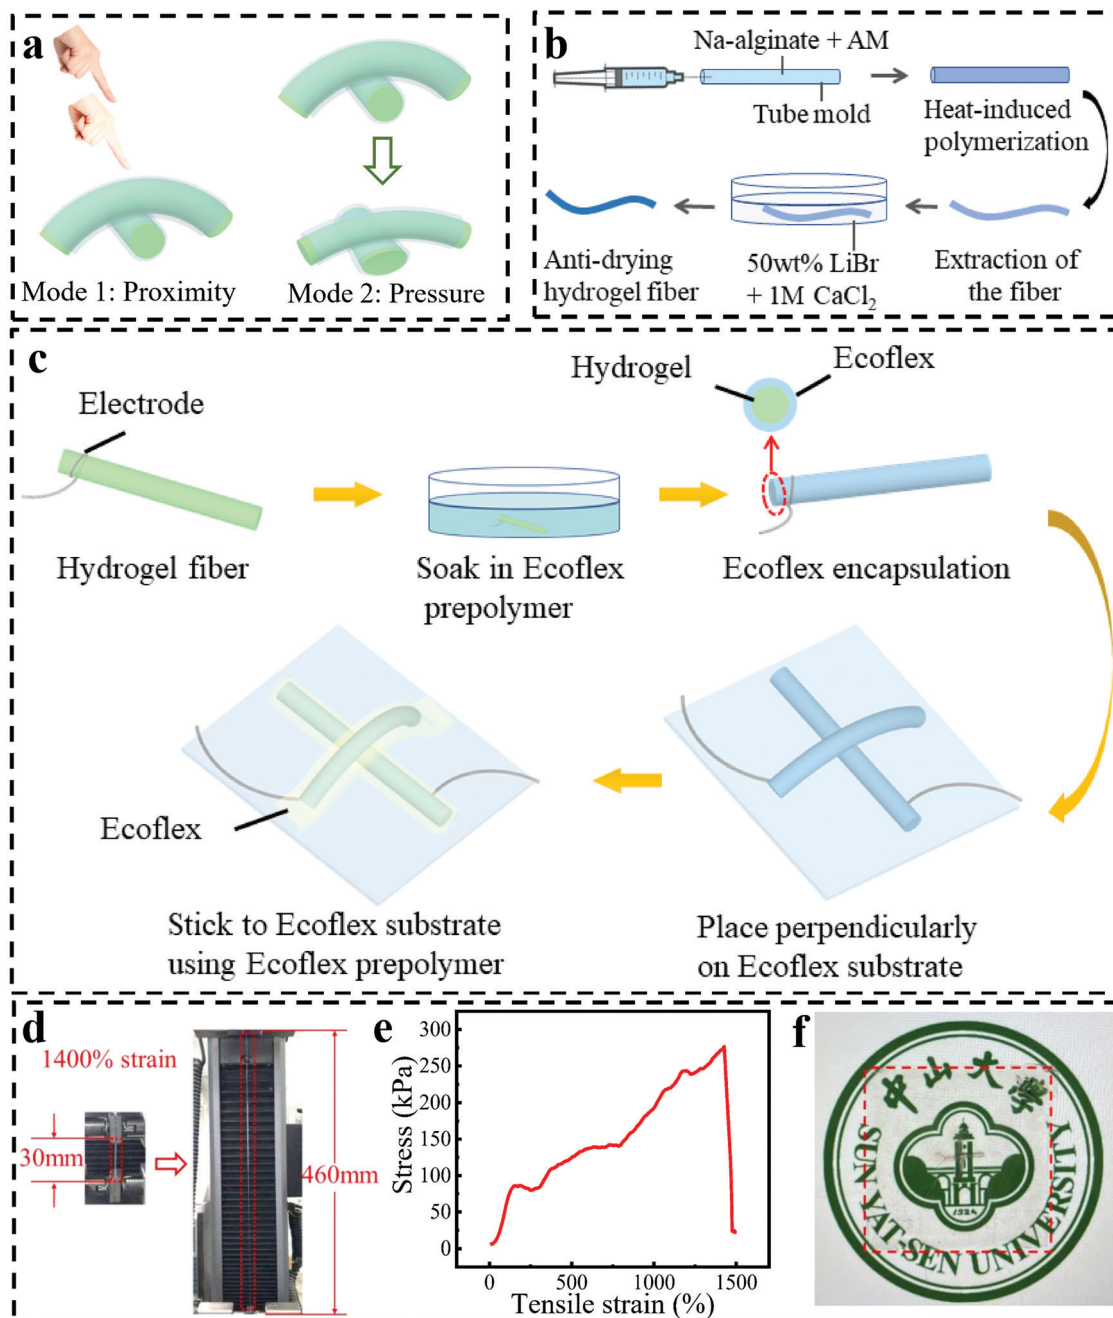 a
Mode 1: Proximity
Mode 2: Pressure
b
Na-alginate + AM
Tube mold
Heat-induced
polymerization
Extraction of
the fiber
50wt% LiBr
+ 1M CaCl₂
Anti-drying
hydrogel fiber
c
Electrode
Hydrogel fiber
Soak in Ecoflex
prepolymer
Hydrogel
Ecoflex
Ecoflex encapsulation
Place perpendicularly
on Ecoflex substrate
Ecoflex
Stick to Ecoflex substrate
using Ecoflex prepolymer
d
1400% strain
30mm
460mm
e
Stress (kPa)
300
250
200
150
100
50
0
0
500
1000
1500
Tensile strain (%)
f
中山大学
1924
SUN YAT-SEN UNIVERSITY